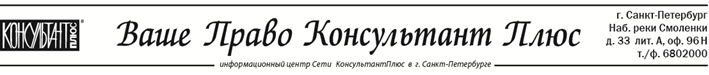 КОНСУЛЬТАНТ ПЛЮС
Ваше Право Консультант Плюс
информационный центр Сети КонсультантПлюс в г. Санкт-Петербурге
г. Санкт-Петербург
Наб. реки Смоленки
д. 33 лит. А, оф. 96Н
т./ф. 6802000